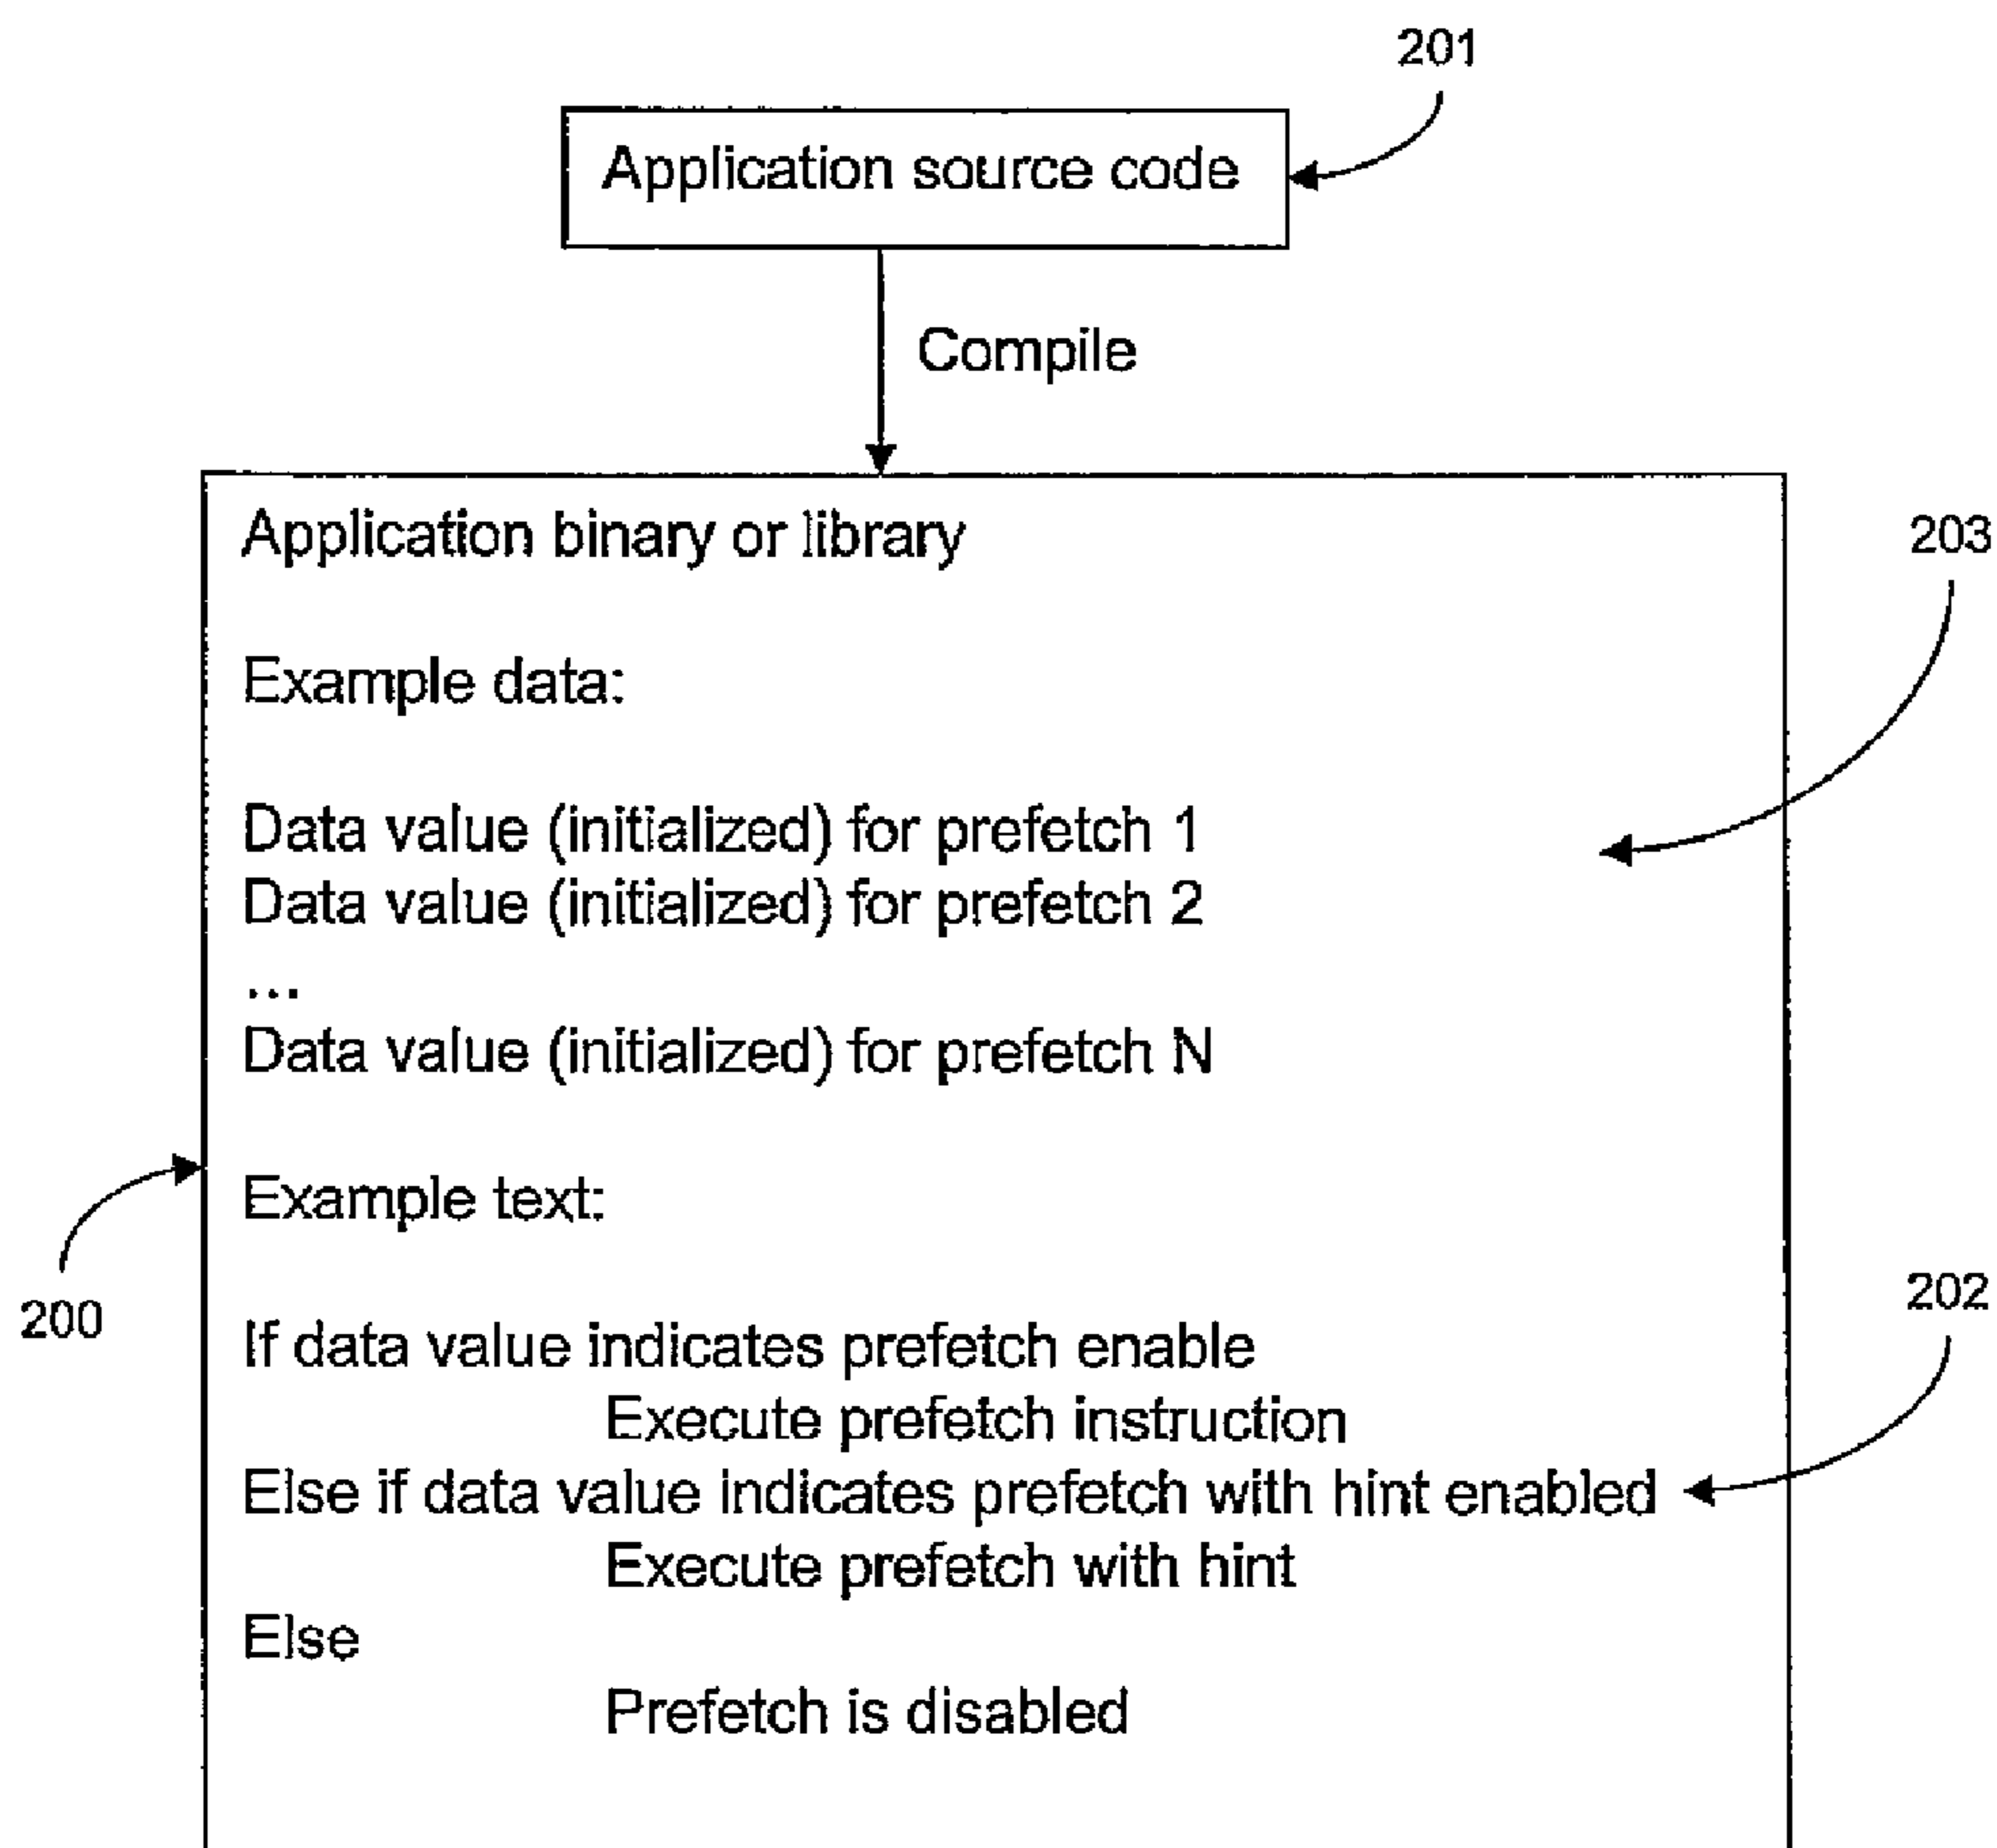 201
Application source code
Compile
Application binary or library
203
Example data:
Data value (initialized) for prefetch 1
Data value (initialized) for prefetch 2
...
Data value (initialized) for prefetch N
Example text:
200
202
If data value indicates prefetch enable
Execute prefetch instruction
Else if data value indicates prefetch with hint enabled
Execute prefetch with hint
Else
Prefetch is disabled